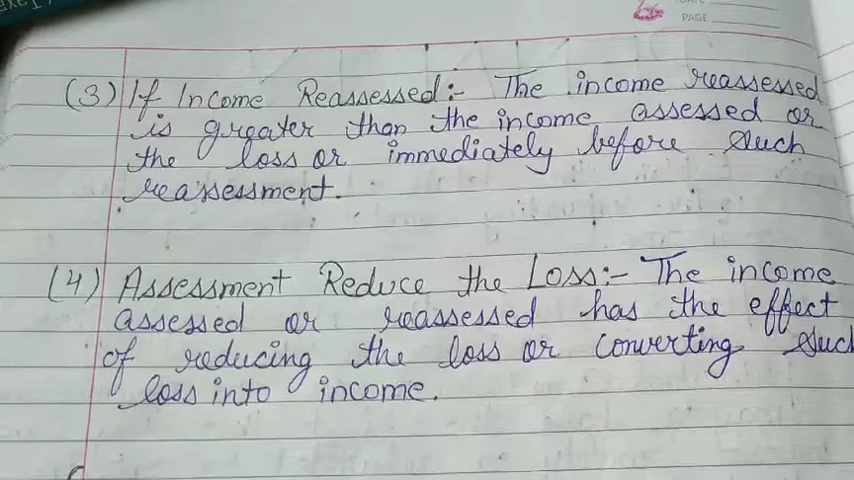 PAGE
(3) If Income Reassessed:- The income reassessed
is greater than the income assessed or
the loss or immediately before such
reassessment.
(4) Assessment Reduce the Loss:- The income
assessed or reassessed has the effect
of reducing the loss or converting such
loss into income.